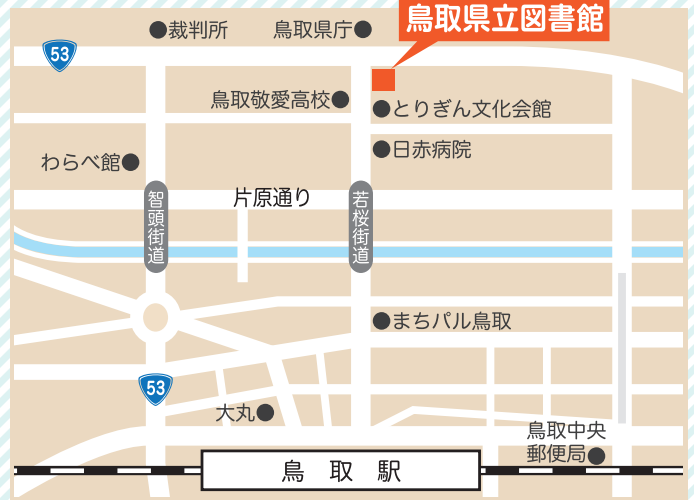 鳥取県立図書館
裁判所
鳥取県庁
53
鳥取敬愛高校
とりぎん文化会館
わらべ館
日赤病院
智頭街道
片原通り
若桜街道
まちパル鳥取
53
大丸
鳥取中央
郵便局
鳥取駅